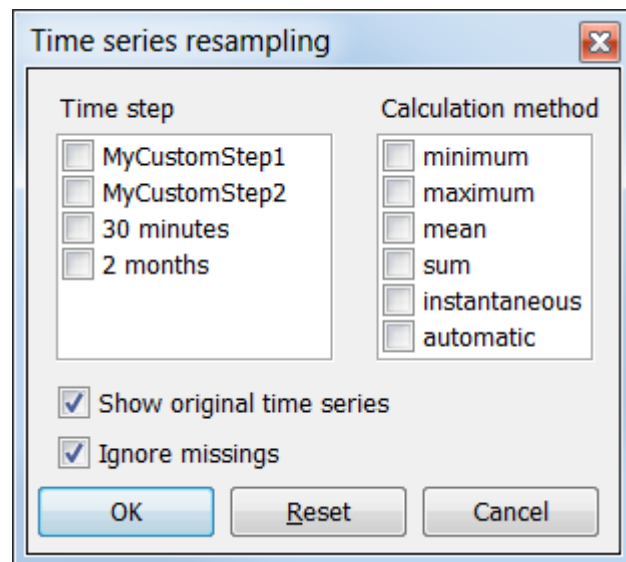 Time series resampling
Time step
MyCustomStep1
MyCustomStep2
30 minutes
2 months
Calculation method
minimum
maximum
mean
sum
instantaneous
automatic
Show original time series
Ignore missings
OK Reset Cancel